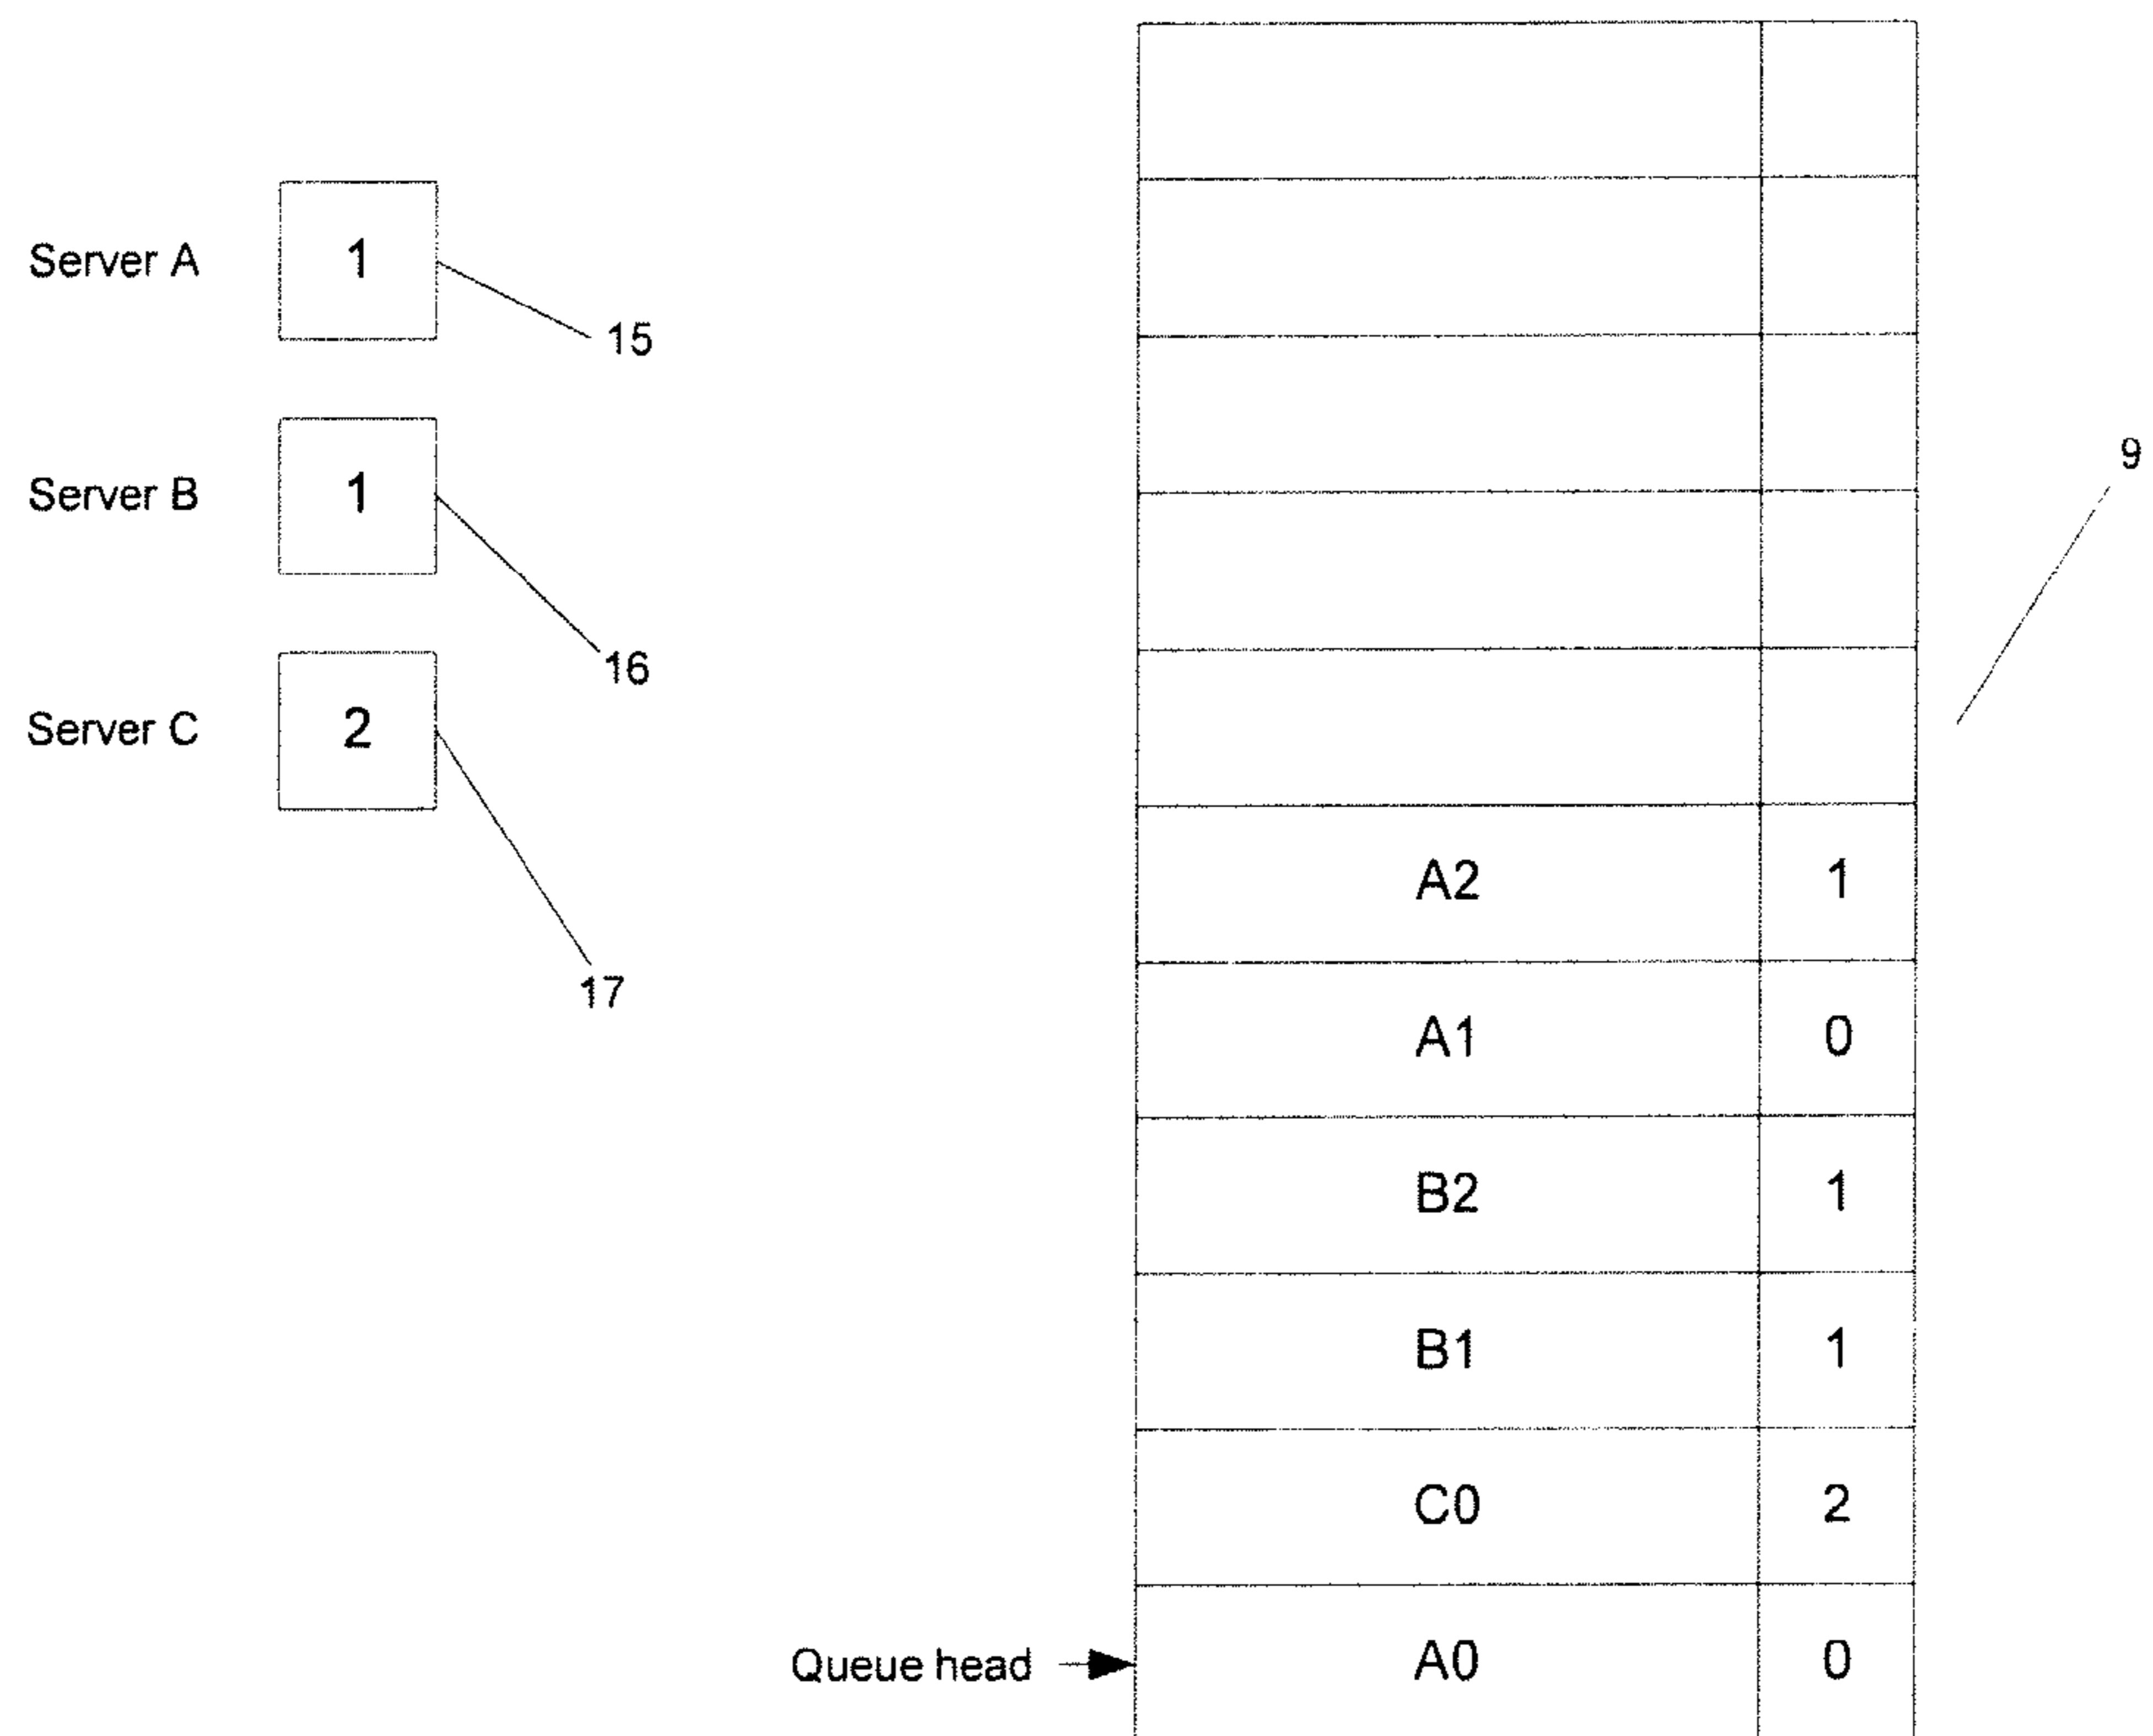 Server A 1
15
Server B 1
16
Server C 2
17
9
A2 1
A1 0
B2 1
B1 1
C0 2
Queue head A0 0